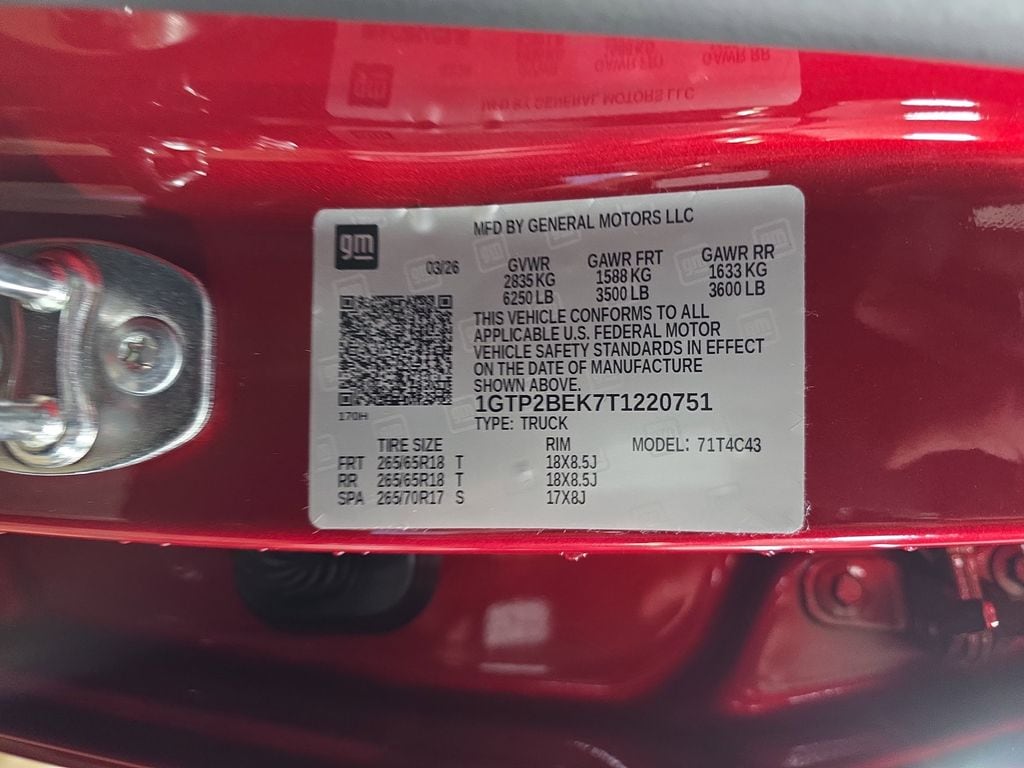 gm
MFD BY GENERAL MOTORS LLC
03/26
GVWR GAWR FRT GAWR RR
2835 KG 1588 KG 1633 KG
6250 LB 3500 LB 3600 LB
THIS VEHICLE CONFORMS TO ALL
APPLICABLE U.S. FEDERAL MOTOR
VEHICLE SAFETY STANDARDS IN EFFECT
ON THE DATE OF MANUFACTURE
SHOWN ABOVE.
1GTP2BEK7T1220751
170H
TYPE: TRUCK
TIRE SIZE RIM MODEL: 71T4C43
FRT 265/65R18 T 18X8.5J
RR 265/65R18 T 18X8.5J
SPA 265/70R17 S 17X8J